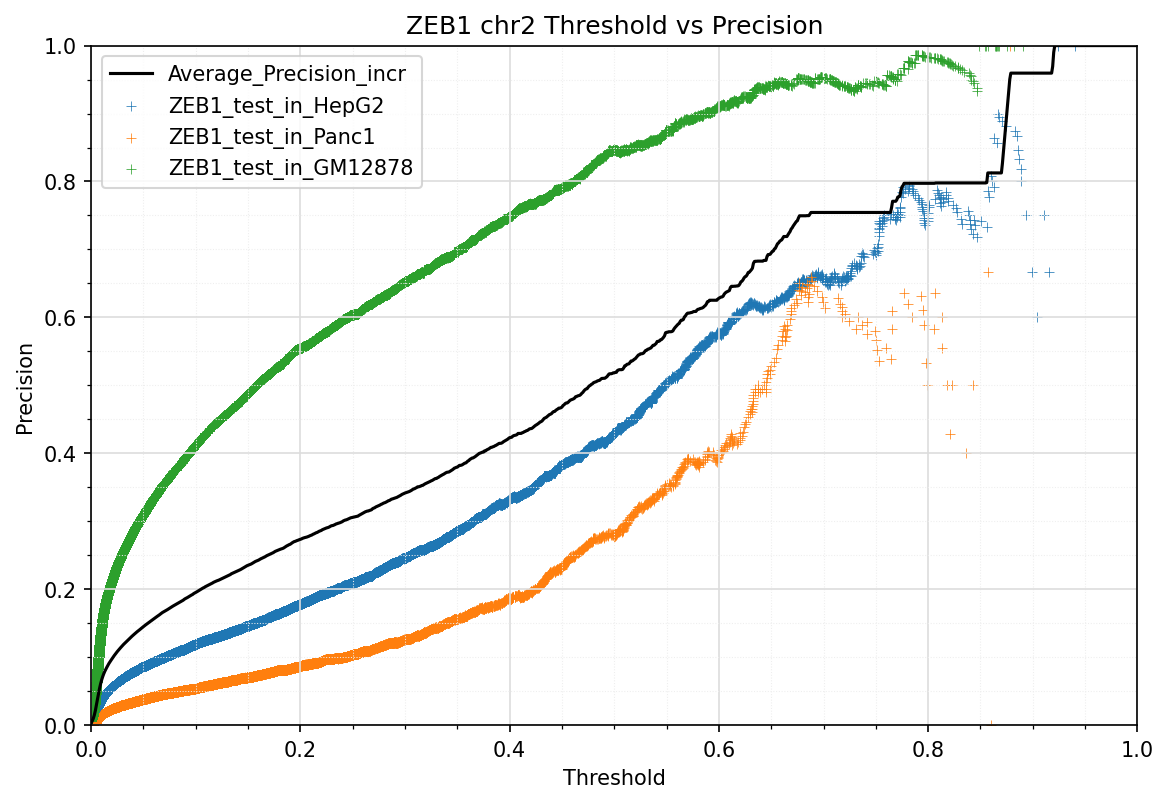 ZEB1 chr2 Threshold vs Precision
Average_Precision_incr
ZEB1_test_in_HepG2
ZEB1_test_in_Panc1
ZEB1_test_in_GM12878
Precision
1.0
0.8
0.6
0.4
0.2
0.0
0.0 0.2 0.4 0.6 0.8 1.0
Threshold